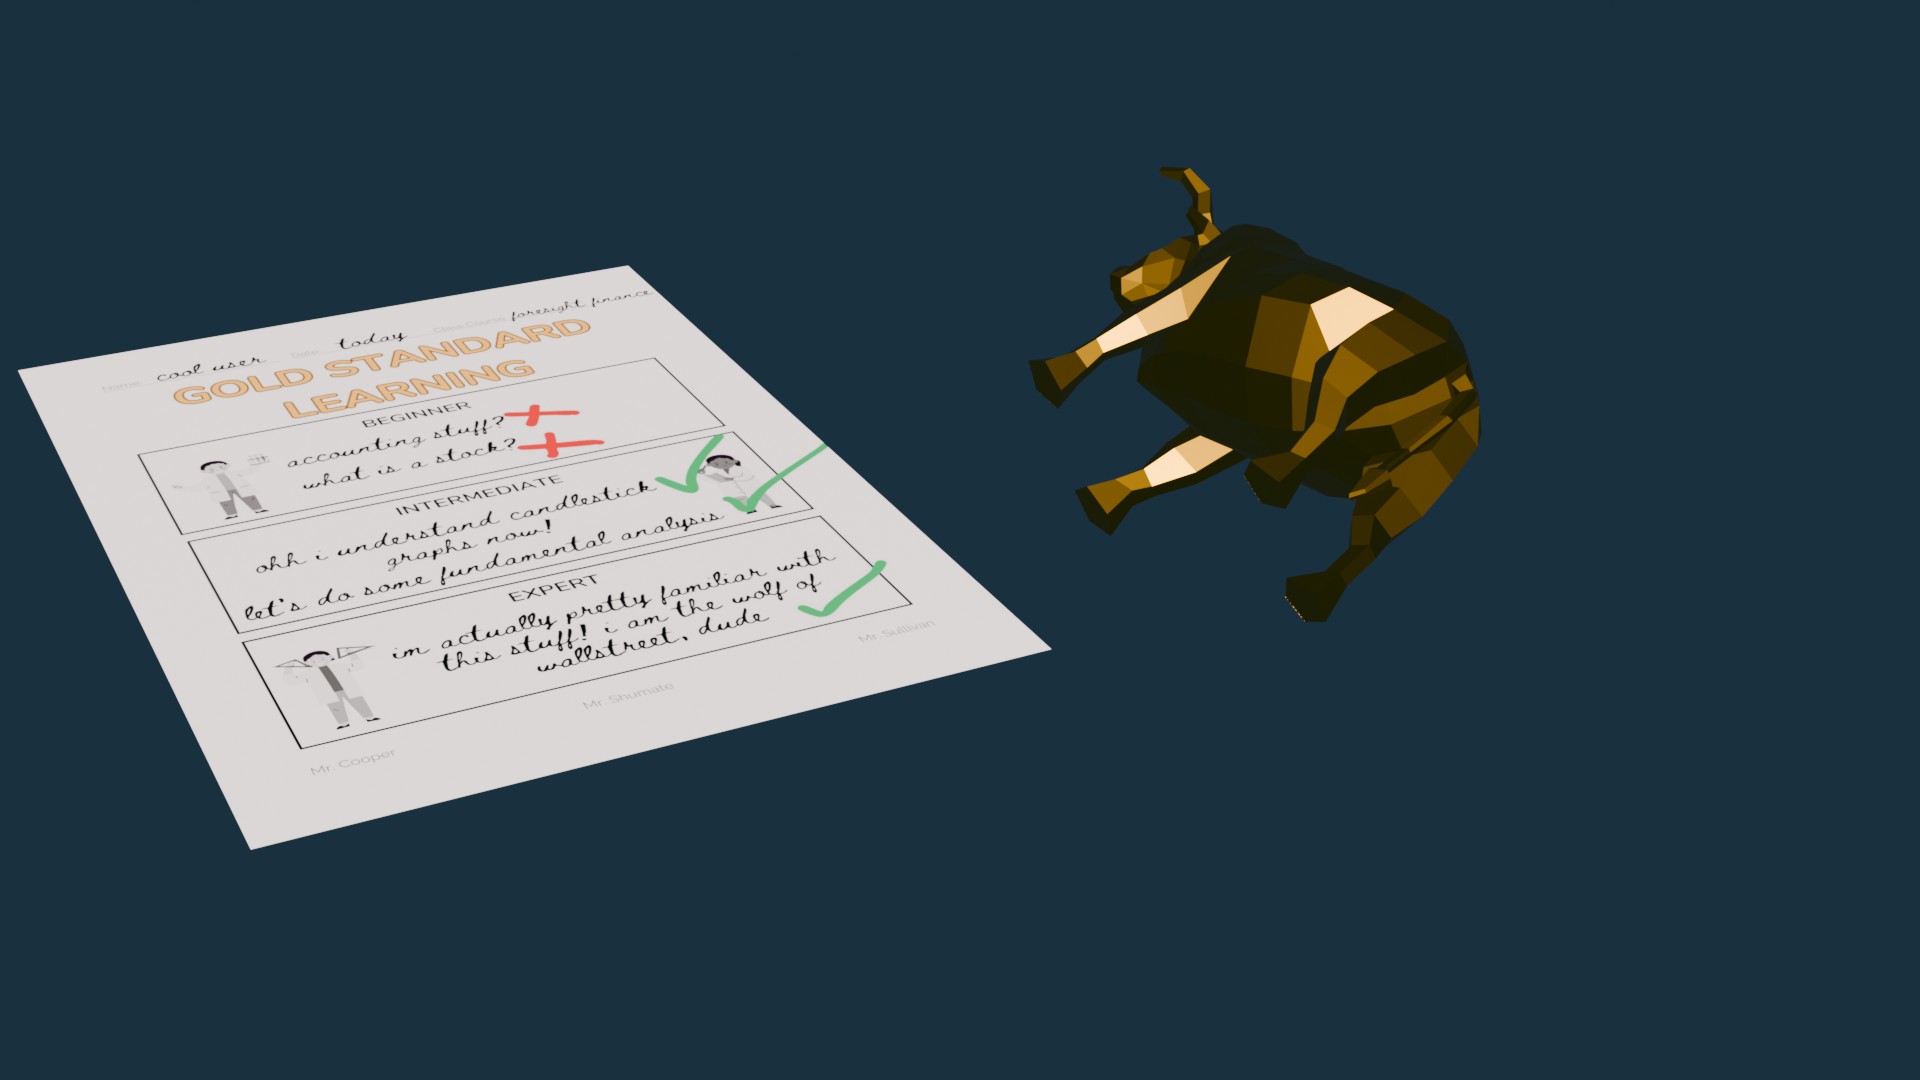 Name: cool user Date: today Class Course: foresight finance
GOLD STANDARD
LEARNING
BEGINNER
accounting stuff?
what is a stock?
INTERMEDIATE
ohh i understand candlestick
graphs now!
let's do some fundamental analysis
EXPERT
im actually pretty familiar with
this stuff! i am the wolf of
wallstreet, dude
Mr. Cooper
Mr. Shumate
Mr. Sullivan